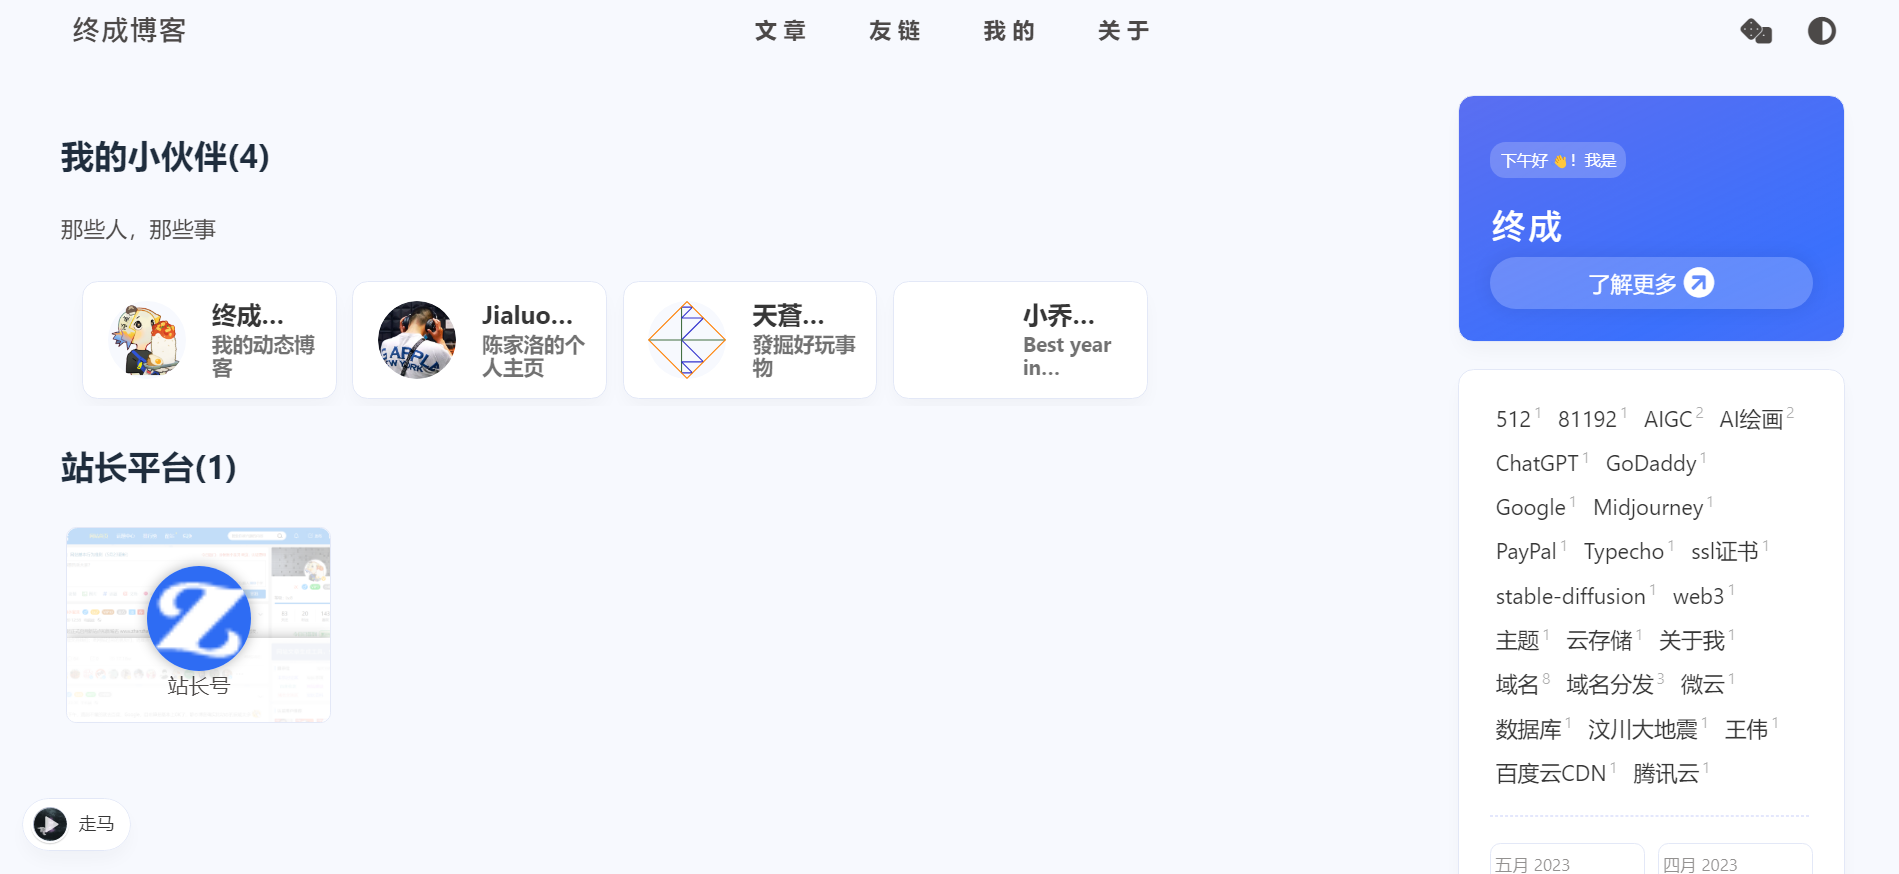 终成博客
文章 友链 我的 关于
我的小伙伴(4)
那些人，那些事
终成...
我的动态博
客
Jialuo...
陈家洛的个
人主页
天蒼...
發掘好玩事
物
小乔...
Best year
in...
站长平台(1)
站长号
走马
下午好 👋！我是
终成
了解更多
512 1 81192 1 AIGC 2 AI绘画 2
ChatGPT 1 GoDaddy 1
Google 1 Midjourney 1
PayPal 1 Typecho 1 ssl证书 1
stable-diffusion 1 web3 1
主题 1 云存储 1 关于我 1
域名 8 域名分发 3 微云 1
数据库 1 汶川大地震 1 王伟 1
百度云CDN 1 腾讯云 1
五月 2023 四月 2023